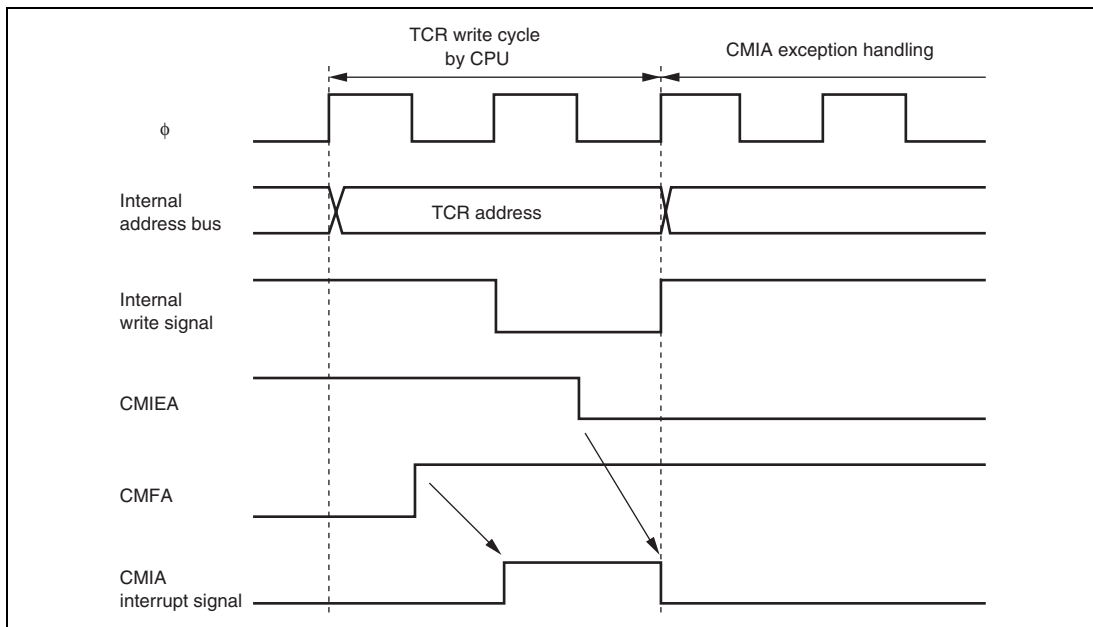 TCR write cycle
by CPU
CMIA exception handling
ϕ
Internal
address bus
TCR address
Internal
write signal
CMIEA
CMFA
CMIA
interrupt signal